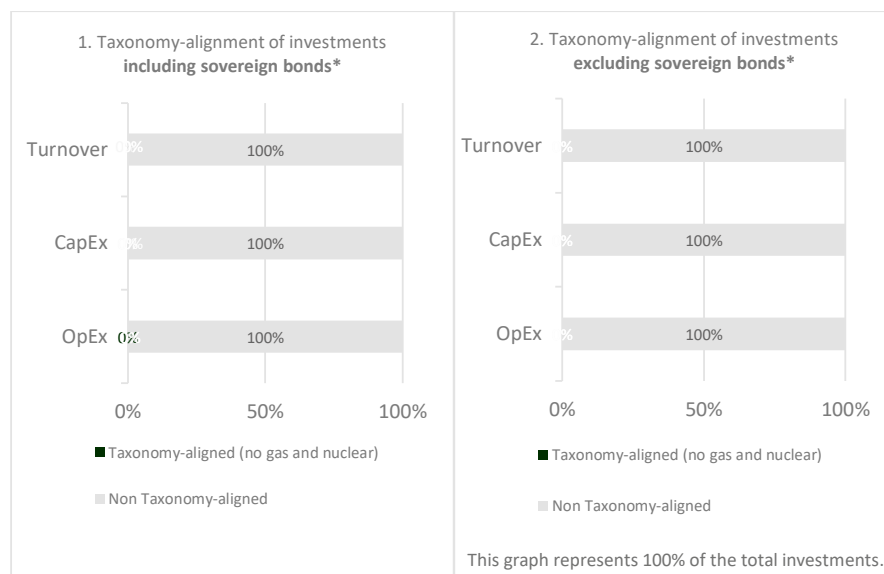 1. Taxonomy-alignment of investments
including sovereign bonds*
Turnover
100%
CapEx
100%
OpEx
0%
100%
0%
50%
100%
Taxonomy-aligned (no gas and nuclear)
Non Taxonomy-aligned
2. Taxonomy-alignment of investments
excluding sovereign bonds*
Turnover
100%
CapEx
100%
OpEx
100%
0%
50%
100%
Taxonomy-aligned (no gas and nuclear)
Non Taxonomy-aligned
This graph represents 100% of the total investments.